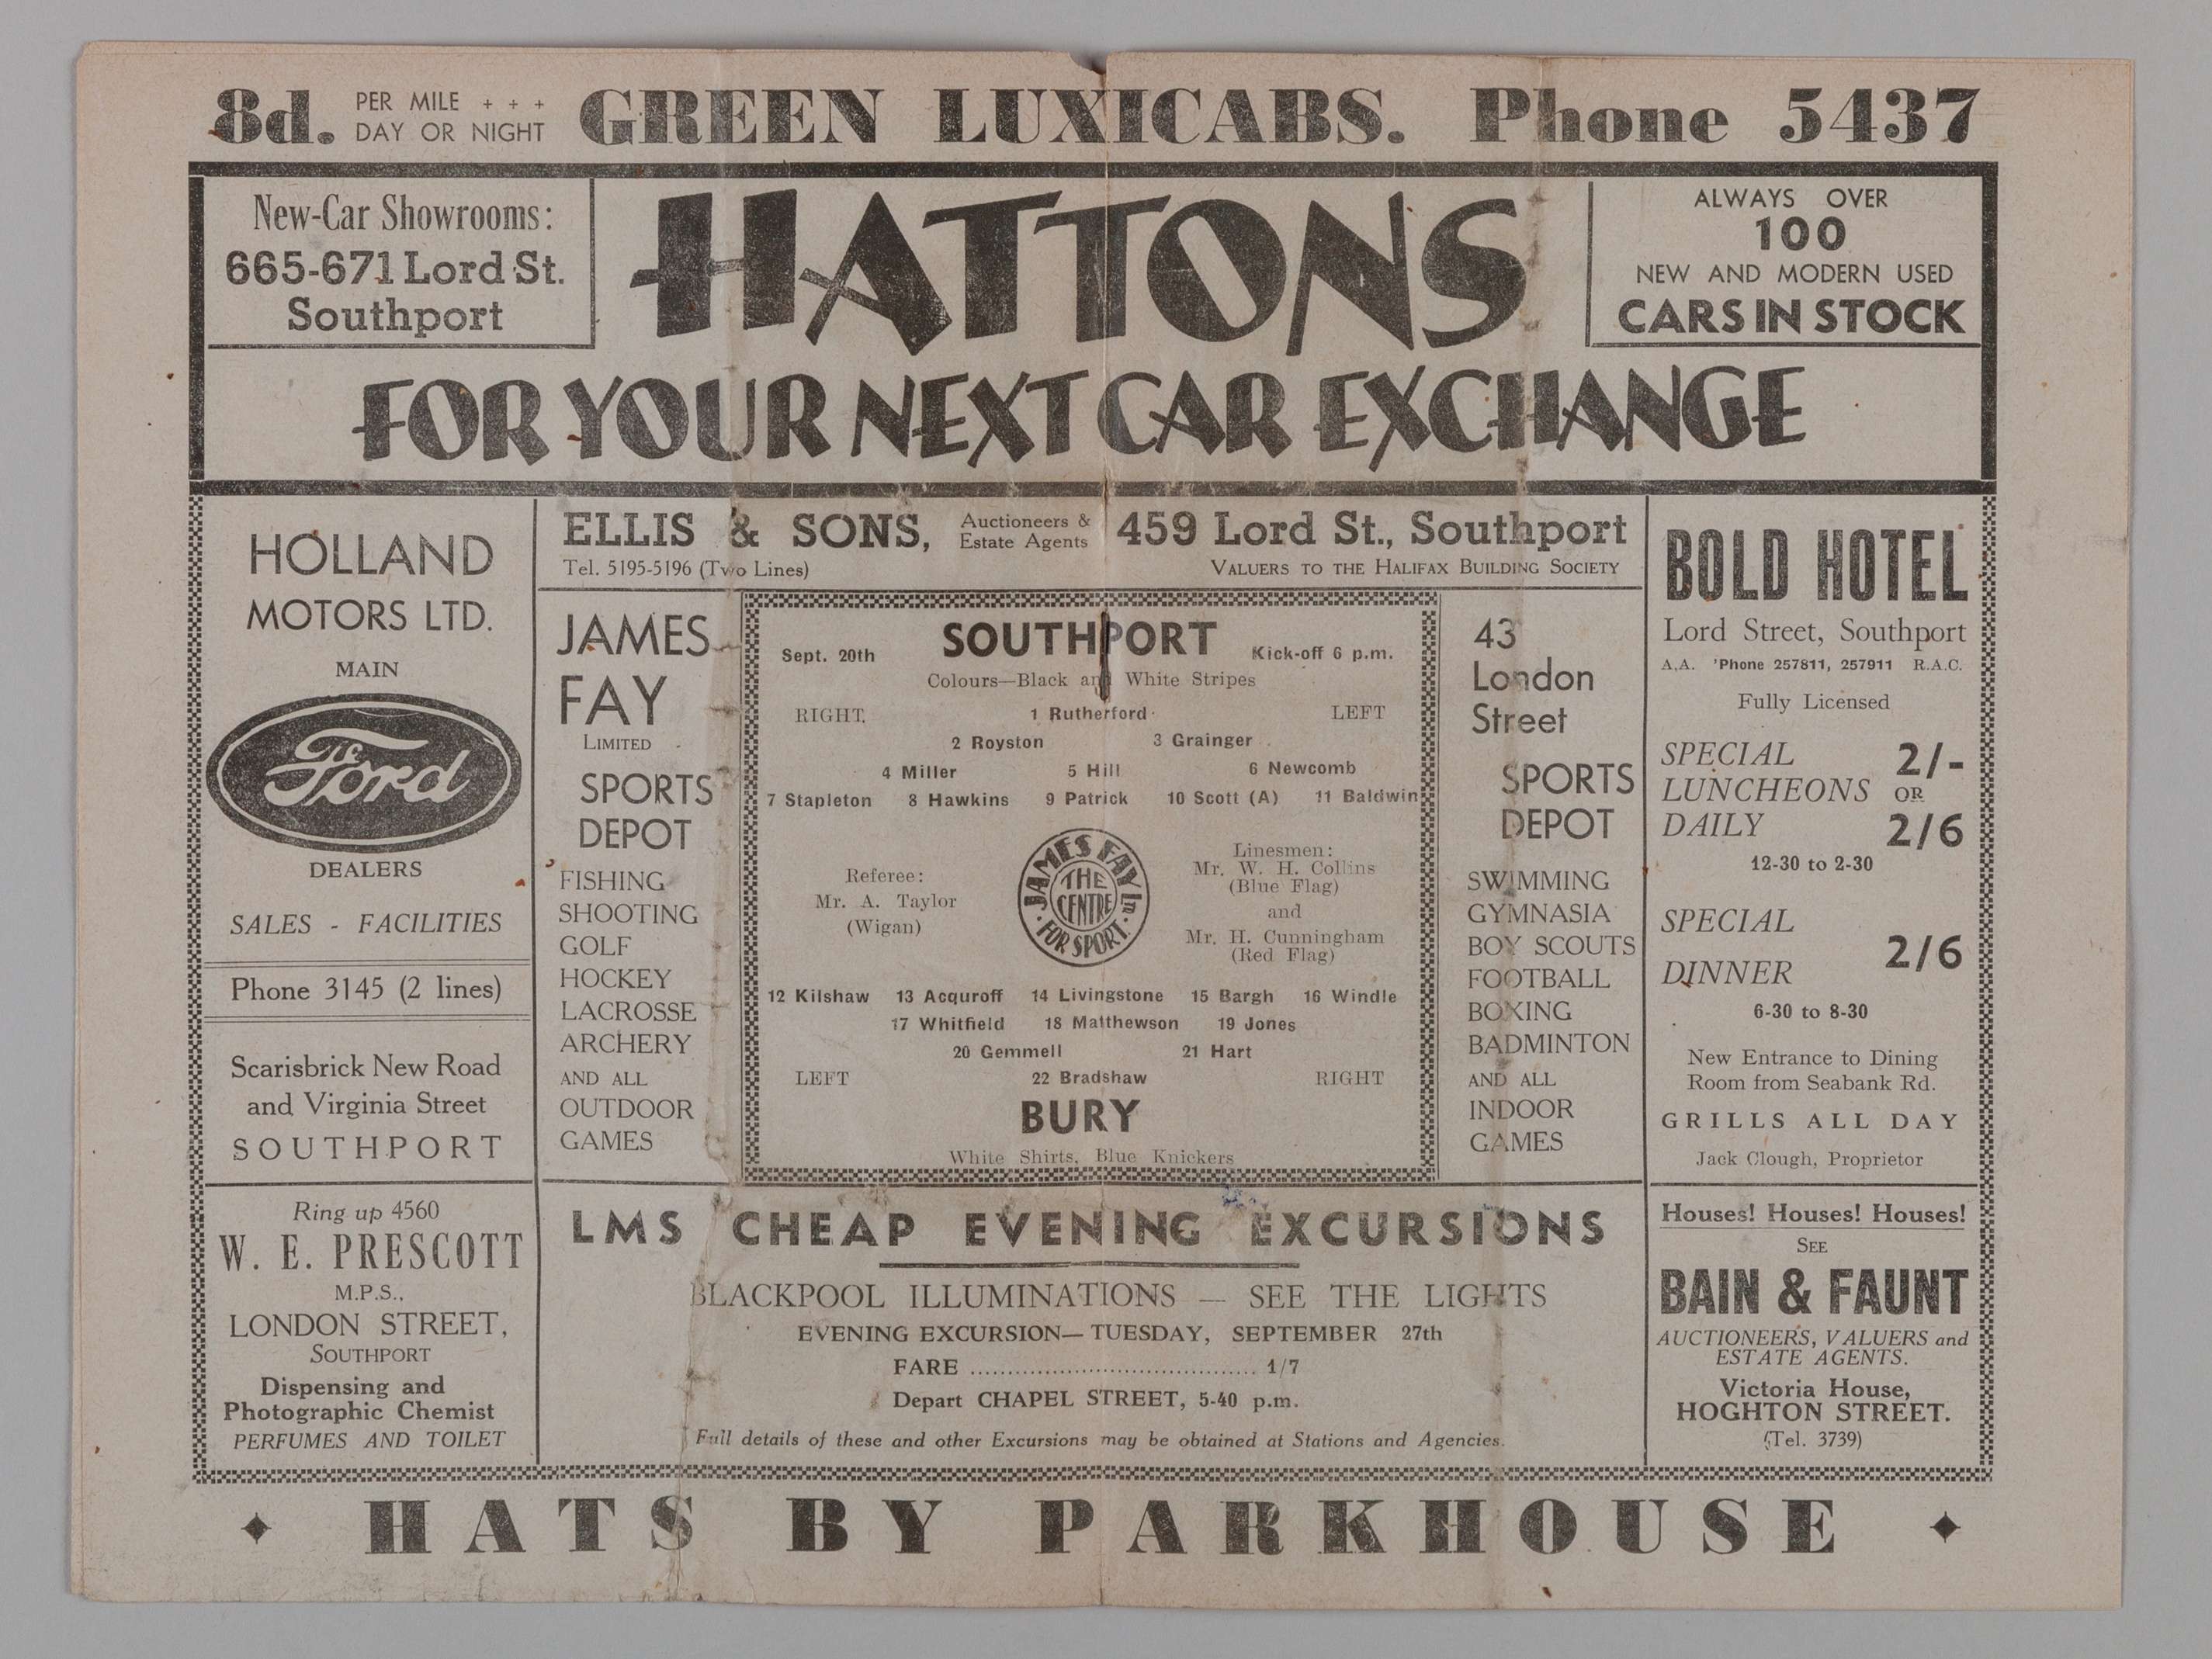 8d. PER MILE + + + DAY OR NIGHT GREEN LUXICABS. Phone 5437
New-Car Showrooms:
665-671 Lord St.
Southport
HATTONS
ALWAYS OVER
100
NEW AND MODERN USED
CARS IN STOCK
FOR YOUR NEXT CAR EXCHANGE
HOLLAND
MOTORS LTD.
MAIN
Ford
DEALERS
SALES - FACILITIES
Phone 3145 (2 lines)
Scarisbrick New Road
and Virginia Street
SOUTHPORT
Ring up 4560
W. E. PRESCOTT
M.P.S.,
LONDON STREET,
SOUTHPORT
Dispensing and
Photographic Chemist
PERFUMES AND TOILET
ELLIS & SONS, Auctioneers & Estate Agents 459 Lord St., Southport
Tel. 5195-5196 (Two Lines) VALUERS TO THE HALIFAX BUILDING SOCIETY
JAMES
FAY
LIMITED
SPORTS
DEPOT
FISHING
SHOOTING
GOLF
HOCKEY
LACROSSE
ARCHERY
AND ALL
OUTDOOR
GAMES
Sept. 20th SOUTHPORT Kick-off 6 p.m.
Colours—Black and White Stripes
RIGHT. 1 Rutherford LEFT
2 Royston 3 Grainger
4 Miller 5 Hill 6 Newcomb
7 Stapleton 8 Hawkins 9 Patrick 10 Scott (A) 11 Baldwin
Referee:
Mr. A. Taylor
(Wigan)
JAMES FAY LTD.
THE
CENTRE
FOR SPORT.
Linesmen:
Mr. W. H. Collins
(Blue Flag)
and
Mr. H. Cunningham
(Red Flag)
12 Kilshaw 13 Acquroff 14 Livingstone 15 Bargh 16 Windle
17 Whitfield 18 Matthewson 19 Jones
20 Gemmell 21 Hart
LEFT 22 Bradshaw RIGHT
BURY
White Shirts, Blue Knickers
43
London
Street
SPORTS
DEPOT
SWIMMING
GYMNASIA
BOY SCOUTS
FOOTBALL
BOXING
BADMINTON
AND ALL
INDOOR
GAMES
LMS CHEAP EVENING EXCURSIONS
BLACKPOOL ILLUMINATIONS — SEE THE LIGHTS
EVENING EXCURSION—TUESDAY, SEPTEMBER 27th
FARE ...................................... 1/7
Depart CHAPEL STREET, 5-40 p.m.
Full details of these and other Excursions may be obtained at Stations and Agencies.
BOLD HOTEL
Lord Street, Southport
A.A. 'Phone 257811, 257911 R.A.C.
Fully Licensed
SPECIAL 2/-
LUNCHEONS OR
DAILY 2/6
12-30 to 2-30
SPECIAL
DINNER 2/6
6-30 to 8-30
New Entrance to Dining
Room from Seabank Rd.
GRILLS ALL DAY
Jack Clough, Proprietor
Houses! Houses! Houses!
SEE
BAIN & FAUNT
AUCTIONEERS, VALUERS and
ESTATE AGENTS.
Victoria House,
HOGHTON STREET.
(Tel. 3739)
HATS BY PARKHOUSE